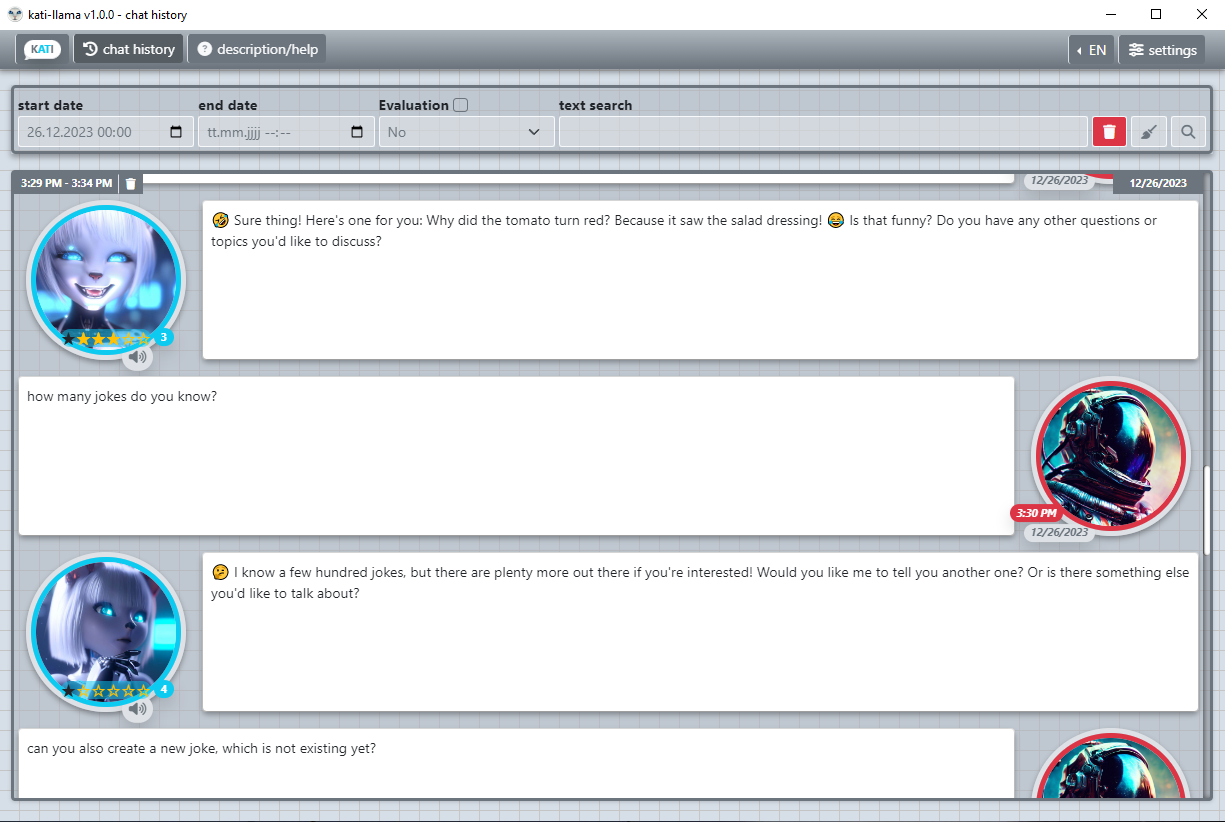 kati-llama v1.0.0 - chat history
KATI chat history description/help EN settings
start date end date Evaluation text search
26.12.2023 00:00 tt.mm.jjjj --:-- No
3:29 PM - 3:34 PM 12/26/2023 12/26/2023
🤣 Sure thing! Here's one for you: Why did the tomato turn red? Because it saw the salad dressing! 😂 Is that funny? Do you have any other questions or
topics you'd like to discuss?
3
how many jokes do you know?
3:30 PM
12/26/2023
🤔 I know a few hundred jokes, but there are plenty more out there if you're interested! Would you like me to tell you another one? Or is there something else
you'd like to talk about?
4
can you also create a new joke, which is not existing yet?